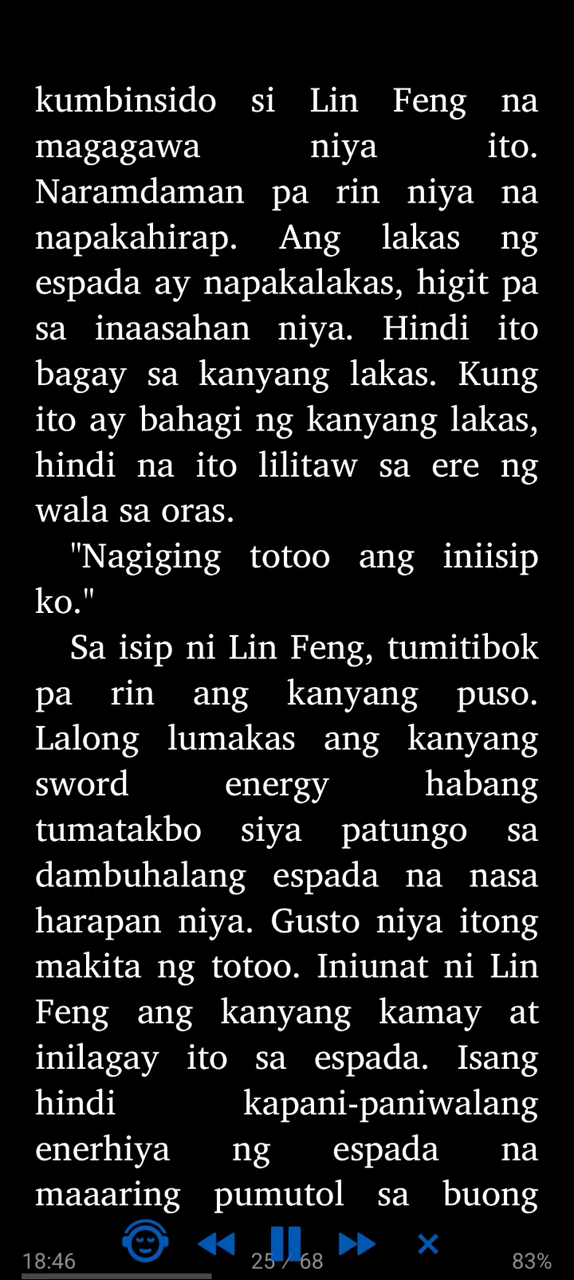 kumbinsido si Lin Feng na
magagawa niya ito.
Naramdaman pa rin niya na
napakahirap. Ang lakas ng
espada ay napakalakas, higit pa
sa inaasahan niya. Hindi ito
bagay sa kanyang lakas. Kung
ito ay bahagi ng kanyang lakas,
hindi na ito lilitaw sa ere ng
wala sa oras.
"Nagiging totoo ang iniisip
ko."
Sa isip ni Lin Feng, tumitibok
pa rin ang kanyang puso.
Lalong lumakas ang kanyang
sword energy habang
tumatakbo siya patungo sa
dambuhalang espada na nasa
harapan niya. Gusto niya itong
makita ng totoo. Iniunat ni Lin
Feng ang kanyang kamay at
inilagay ito sa espada. Isang
hindi kapani-paniwalang
enerhiya ng espada na
maaaring pumutol sa buong
18:46 25 / 68 83%